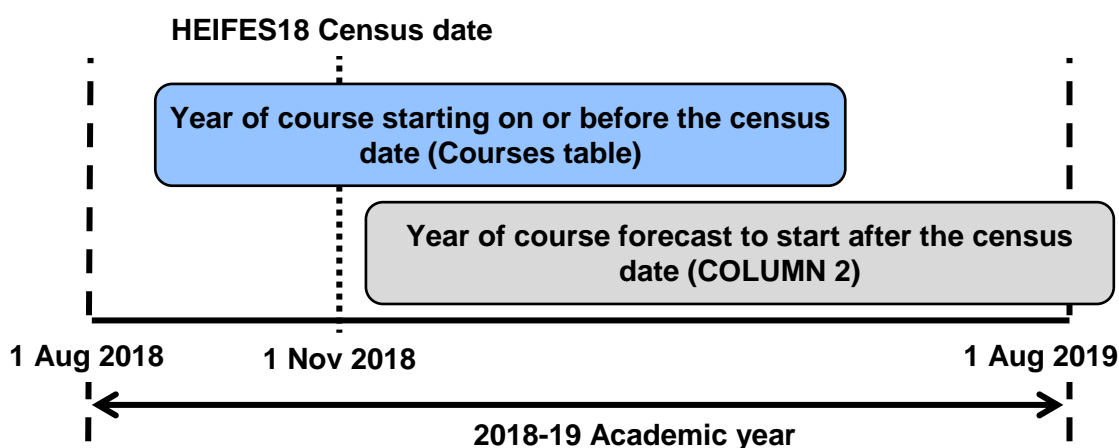 HEIFES18 Census date
Year of course starting on or before the census
date (Courses table)
Year of course forecast to start after the census
date (COLUMN 2)
1 Aug 2018
1 Nov 2018
1 Aug 2019
2018-19 Academic year